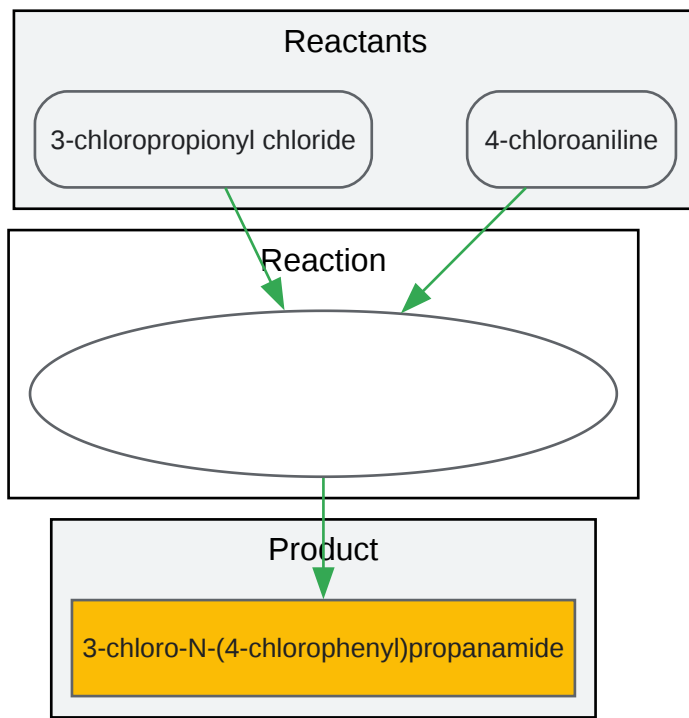 Reactants
3-chloropropionyl chloride
4-chloroaniline
Reaction
Product
3-chloro-N-(4-chlorophenyl)propanamide